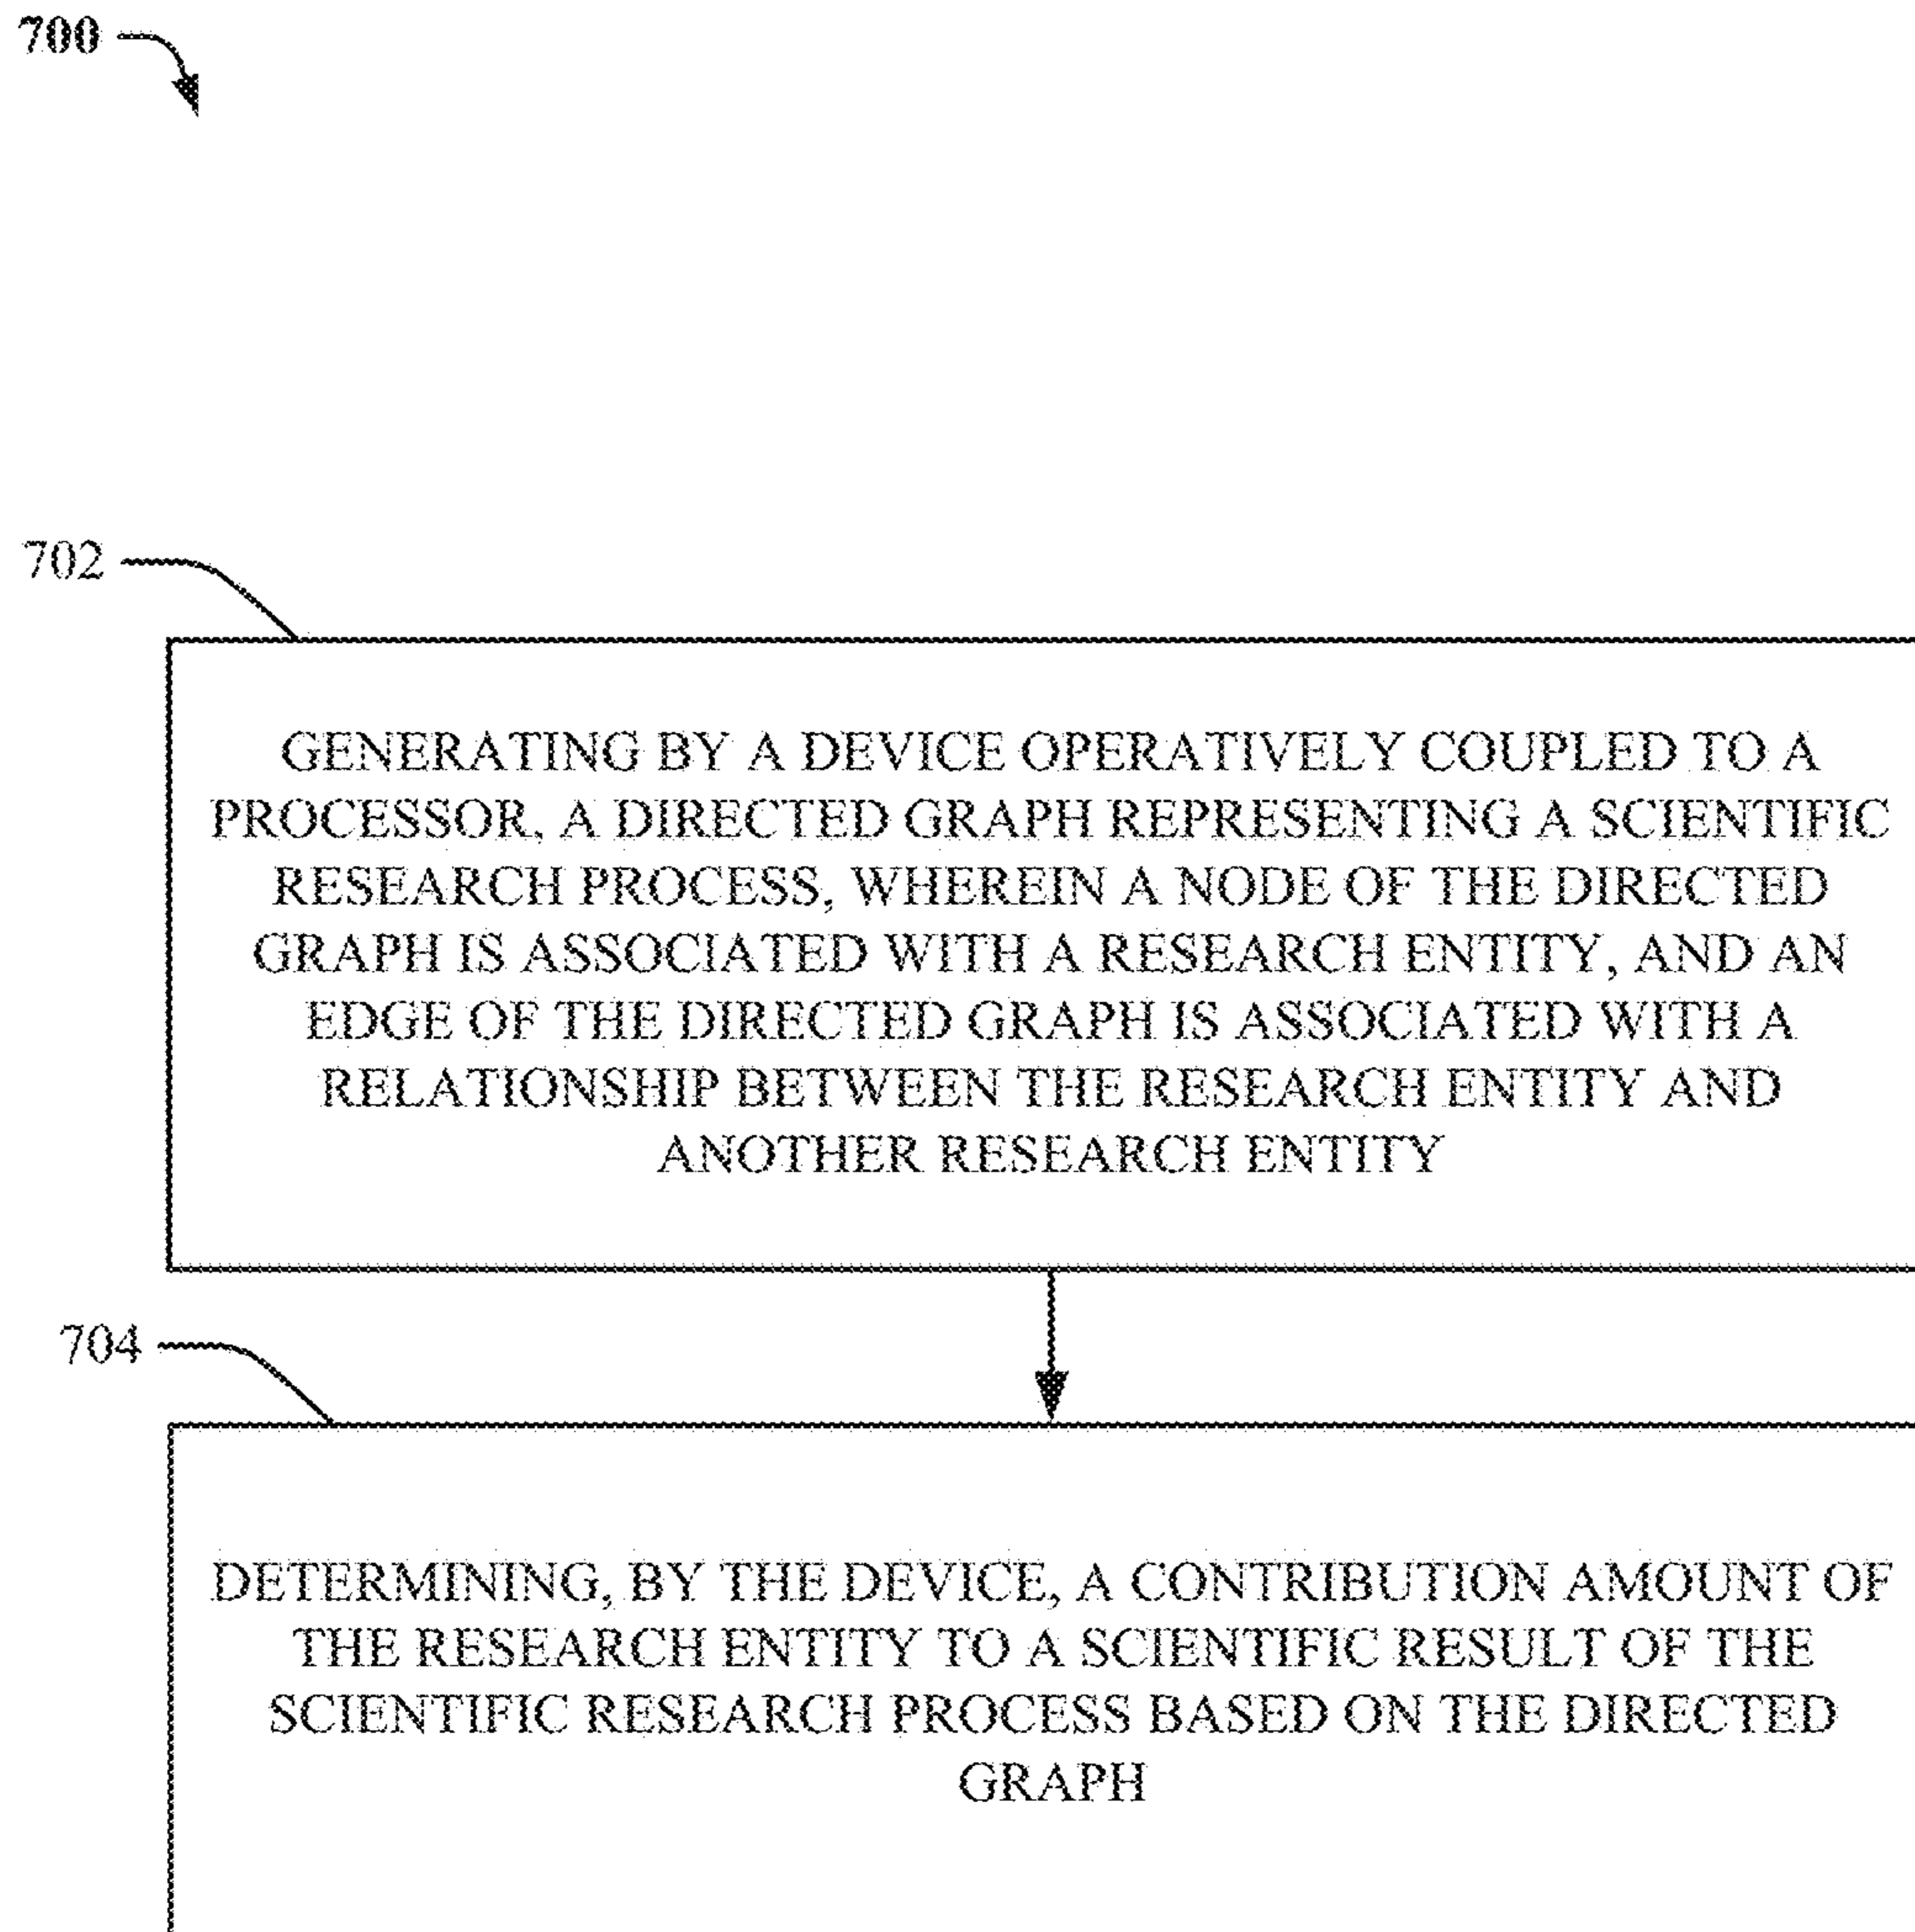 700
702
GENERATING BY A DEVICE OPERATIVELY COUPLED TO A
PROCESSOR, A DIRECTED GRAPH REPRESENTING A SCIENTIFIC
RESEARCH PROCESS, WHEREIN A NODE OF THE DIRECTED
GRAPH IS ASSOCIATED WITH A RESEARCH ENTITY, AND AN
EDGE OF THE DIRECTED GRAPH IS ASSOCIATED WITH A
RELATIONSHIP BETWEEN THE RESEARCH ENTITY AND
ANOTHER RESEARCH ENTITY
704
DETERMINING, BY THE DEVICE, A CONTRIBUTION AMOUNT OF
THE RESEARCH ENTITY TO A SCIENTIFIC RESULT OF THE
SCIENTIFIC RESEARCH PROCESS BASED ON THE DIRECTED
GRAPH